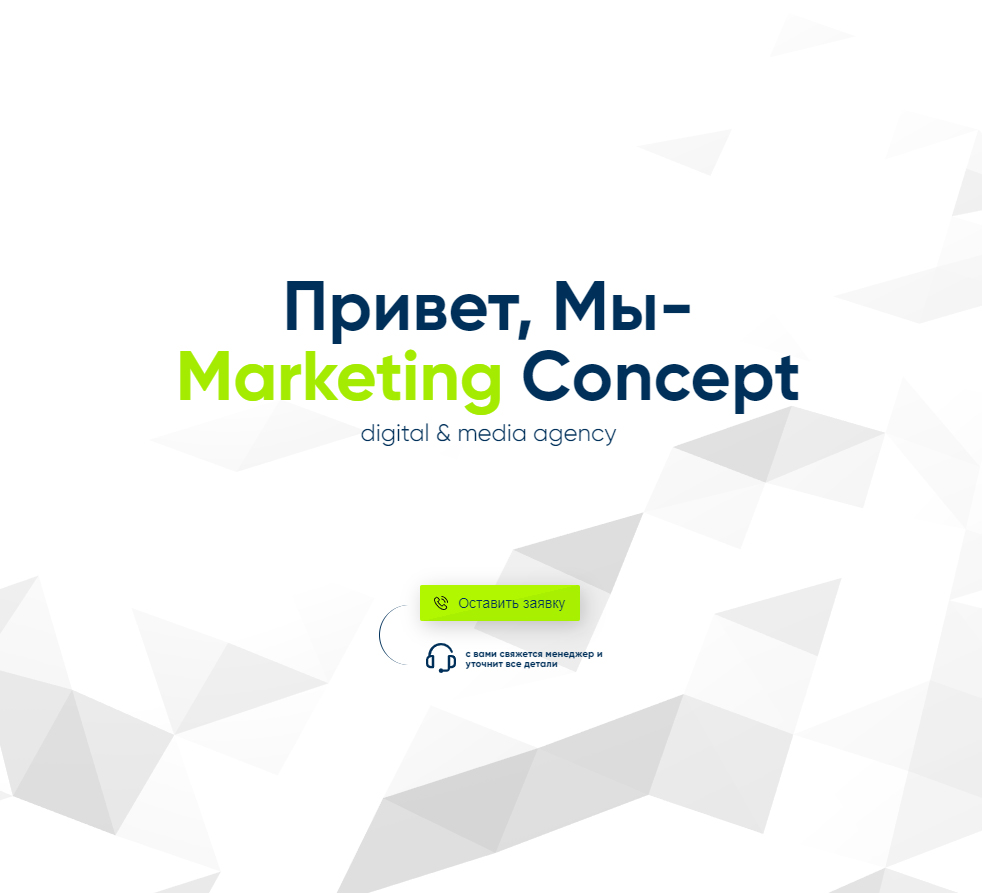 Привет, Мы-
Marketing Concept
digital & media agency
Оставить заявку
с вами свяжется менеджер и
уточнит все детали